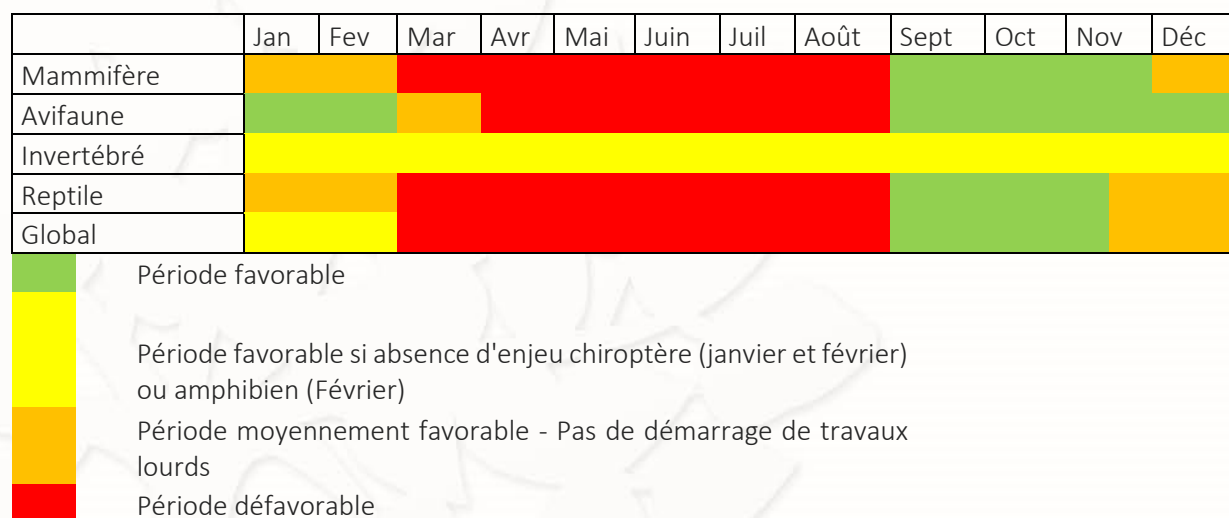 Jan Fev Mar Avr Mai Juin Juil Août Sept Oct Nov Déc
Mammifère
Avifaune
Invertébré
Reptile
Global
Période favorable
Période favorable si absence d'enjeu chiroptère (janvier et février)
ou amphibien (Février)
Période moyennement favorable - Pas de démarrage de travaux
lourds
Période défavorable